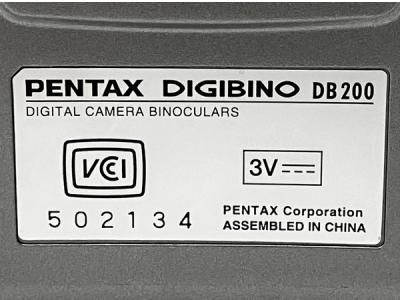 PENTAX DIGIBINO DB200
DIGITAL CAMERA BINOCULARS
VCCI
3V
502134
PENTAX Corporation
ASSEMBLED IN CHINA